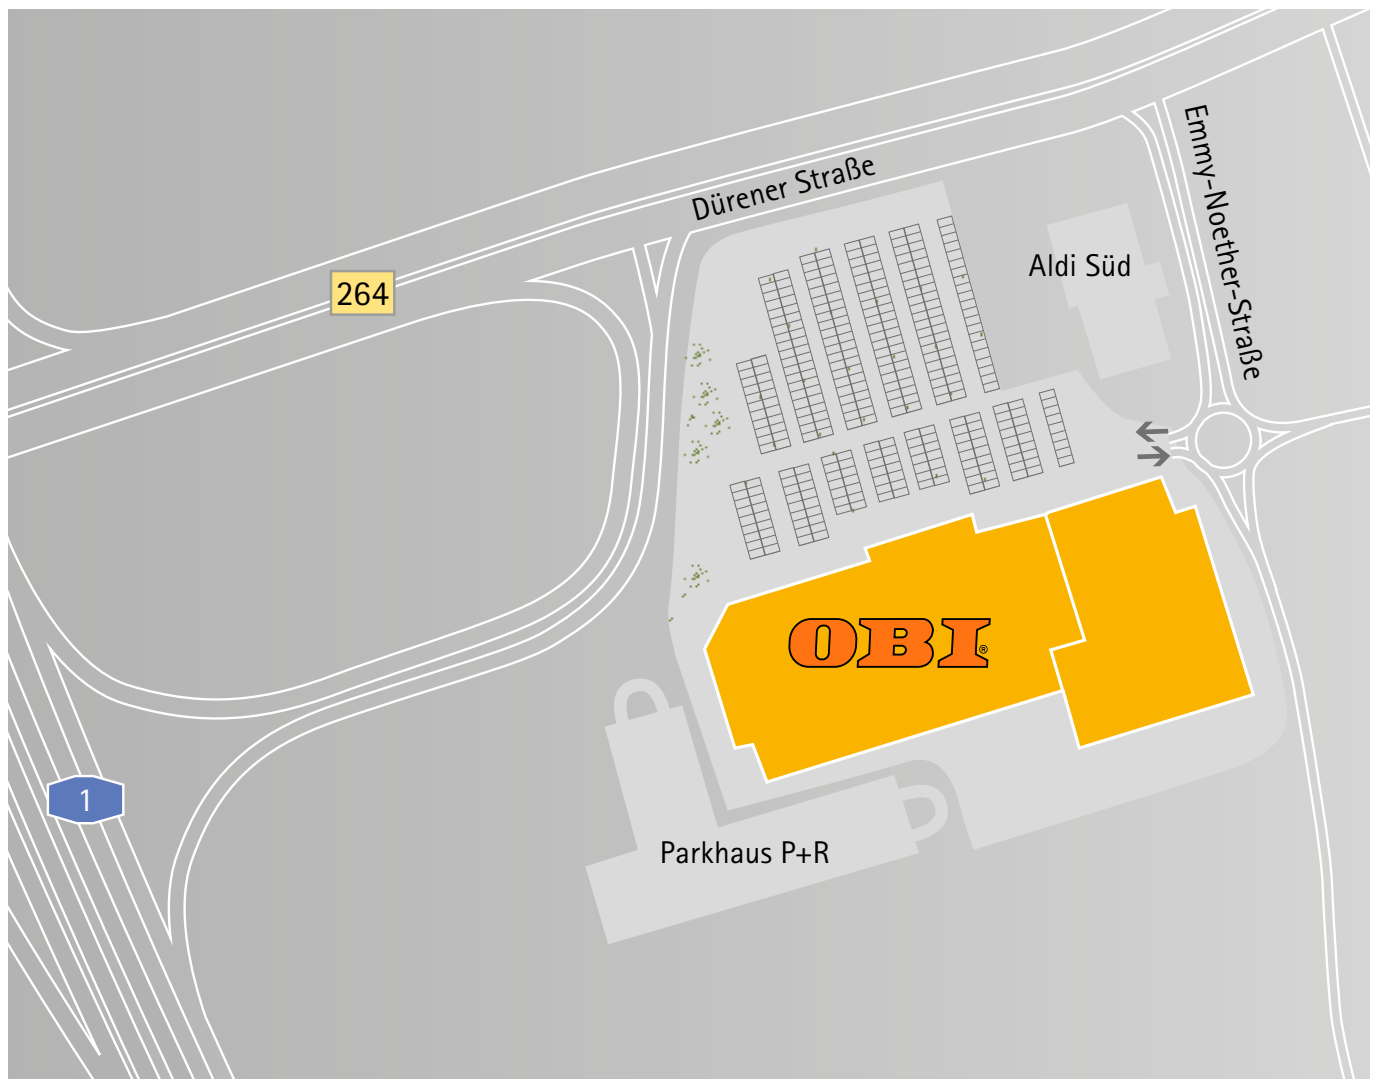 Emmy-Noether-Straße
Dürener Straße
Aldi Süd
264
OBI®
1
Parkhaus P+R